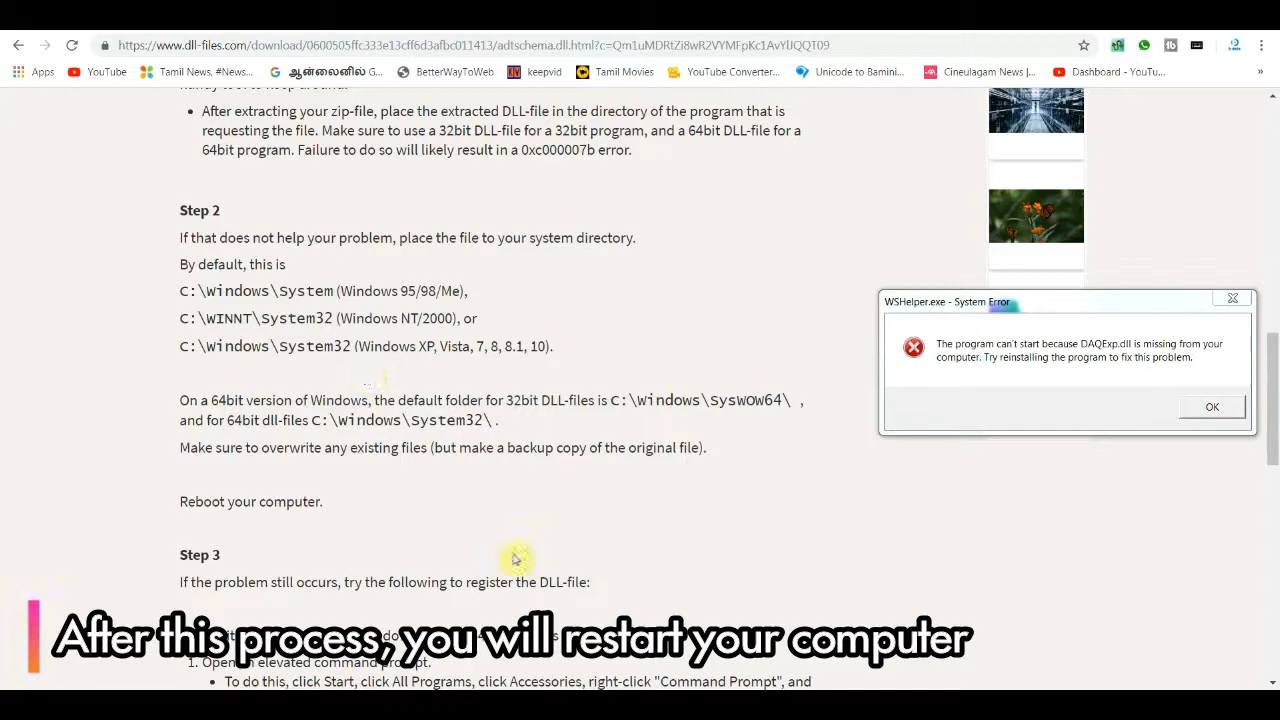 https://www.dll-files.com/download/0600505ffc333e13cff6d3afbc011413/adtschema.dll.html?c=Qm1uMDRtZi8wR2VYMFpKc1AvYlJQQT09
Apps
YouTube
Tamil News, #News...
ஆன்லைனில் G...
BetterWayToWeb
keepvid
Tamil Movies
YouTube Converter...
Unicode to Bamini...
Cineulagam News |...
Dashboard - YouTu...
»
• After extracting your zip-file, place the extracted DLL-file in the directory of the program that is
requesting the file. Make sure to use a 32bit DLL-file for a 32bit program, and a 64bit DLL-file for a
64bit program. Failure to do so will likely result in a 0xc000007b error.
Step 2
If that does not help your problem, place the file to your system directory.
By default, this is
C:\Windows\System (Windows 95/98/Me),
C:\WINNT\System32 (Windows NT/2000), or
C:\Windows\System32 (Windows XP, Vista, 7, 8, 8.1, 10).
On a 64bit version of Windows, the default folder for 32bit DLL-files is C:\Windows\SysWOW64\ ,
and for 64bit dll-files C:\Windows\System32\ .
Make sure to overwrite any existing files (but make a backup copy of the original file).
Reboot your computer.
Step 3
If the problem still occurs, try the following to register the DLL-file:
1. Open an elevated command prompt.
• To do this, click Start, click All Programs, click Accessories, right-click "Command Prompt", and
WSHelper.exe - System Error
The program can't start because DAQExp.dll is missing from your
computer. Try reinstalling the program to fix this problem.
OK
After this process, you will restart your computer